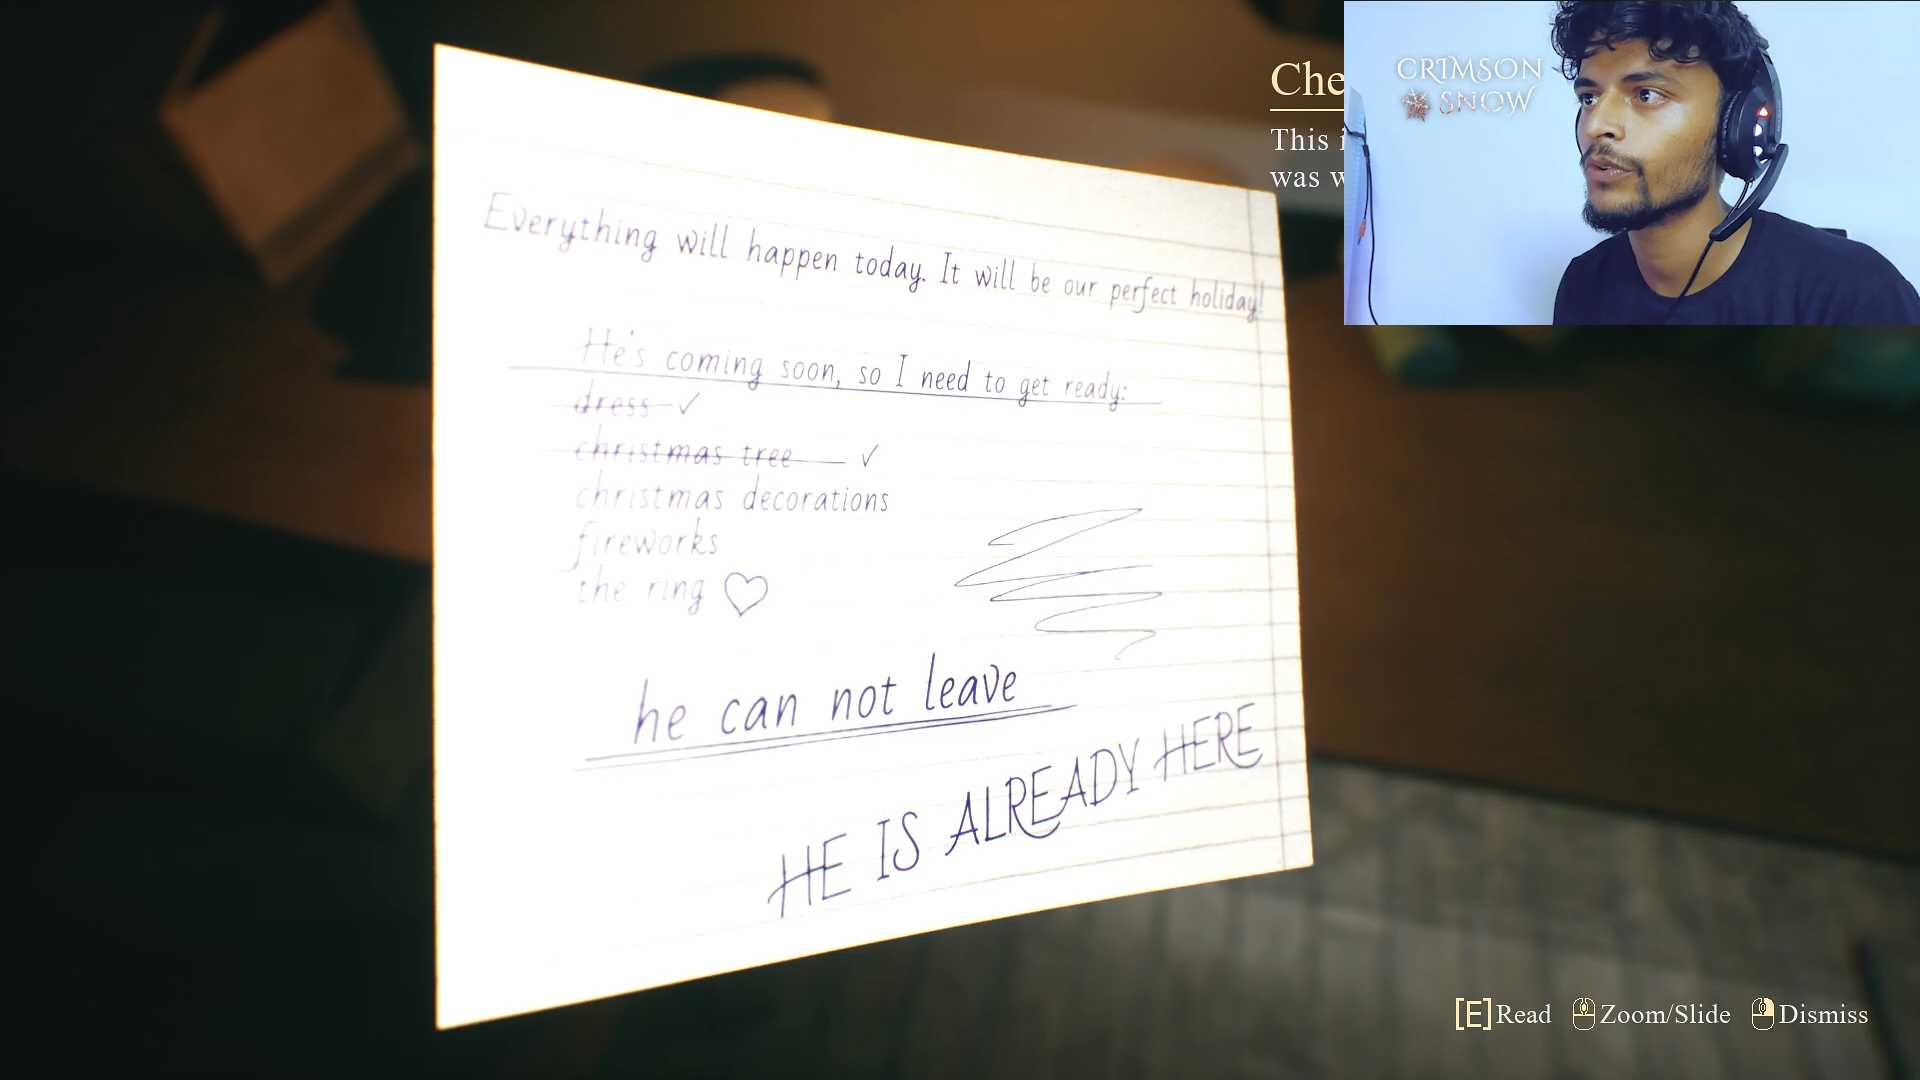 Everything will happen today. It will be our perfect holiday!
He's coming soon, so I need to get ready:
dress ✓
christmas tree ✓
christmas decorations
fireworks
the ring ♡
he can not leave
HE IS ALREADY HERE
Che
This i
was w
CRIMSON
SNOW
[E] Read Zoom/Slide Dismiss